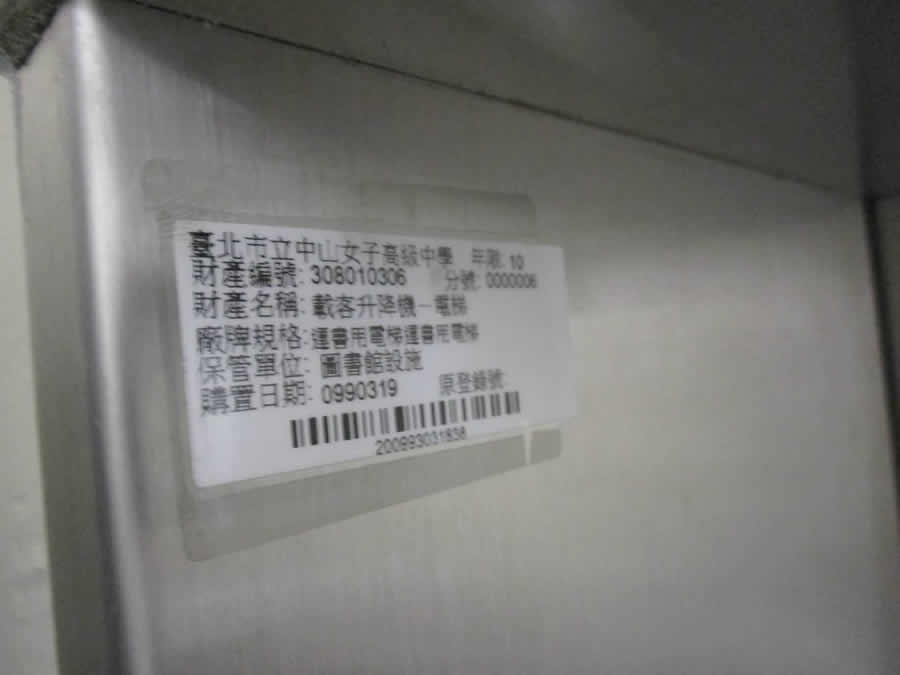 臺北市立中山女子高級中學 年限: 10
財產編號: 308010306 分號: 0000006
財產名稱: 載客升降機－電梯
廠牌規格: 運書用電梯運書用電梯
保管單位: 圖書館設施
購置日期: 0990319 原登錄號:
200993031838